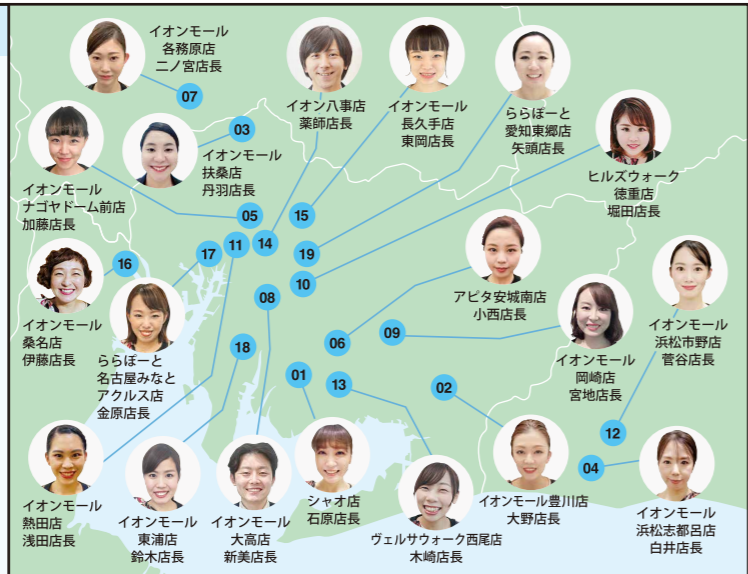 イオンモール
各務原店
二ノ宮店長
07
03
イオンモール
扶桑店
丹羽店長
イオン八事店
薬師店長
イオンモール
長久手店
東岡店長
ららぽーと
愛知東郷店
矢頭店長
ヒルズウォーク
徳重店
堀田店長
イオンモール
ナゴヤドーム前店
加藤店長
05
15
17
11
14
19
10
16
08
アピタ安城南店
小西店長
イオンモール
桑名店
伊藤店長
ららぽーと
名古屋みなと
アクルス店
金原店長
18
06
09
01
13
02
イオンモール
岡崎店
宮地店長
イオンモール
浜松市野店
菅谷店長
12
04
イオンモール
熱田店
浅田店長
イオンモール
東浦店
鈴木店長
イオンモール
大高店
新美店長
シャオ店
石原店長
ヴェルサウォーク西尾店
木崎店長
イオンモール豊川店
大野店長
イオンモール
浜松志都呂店
白井店長